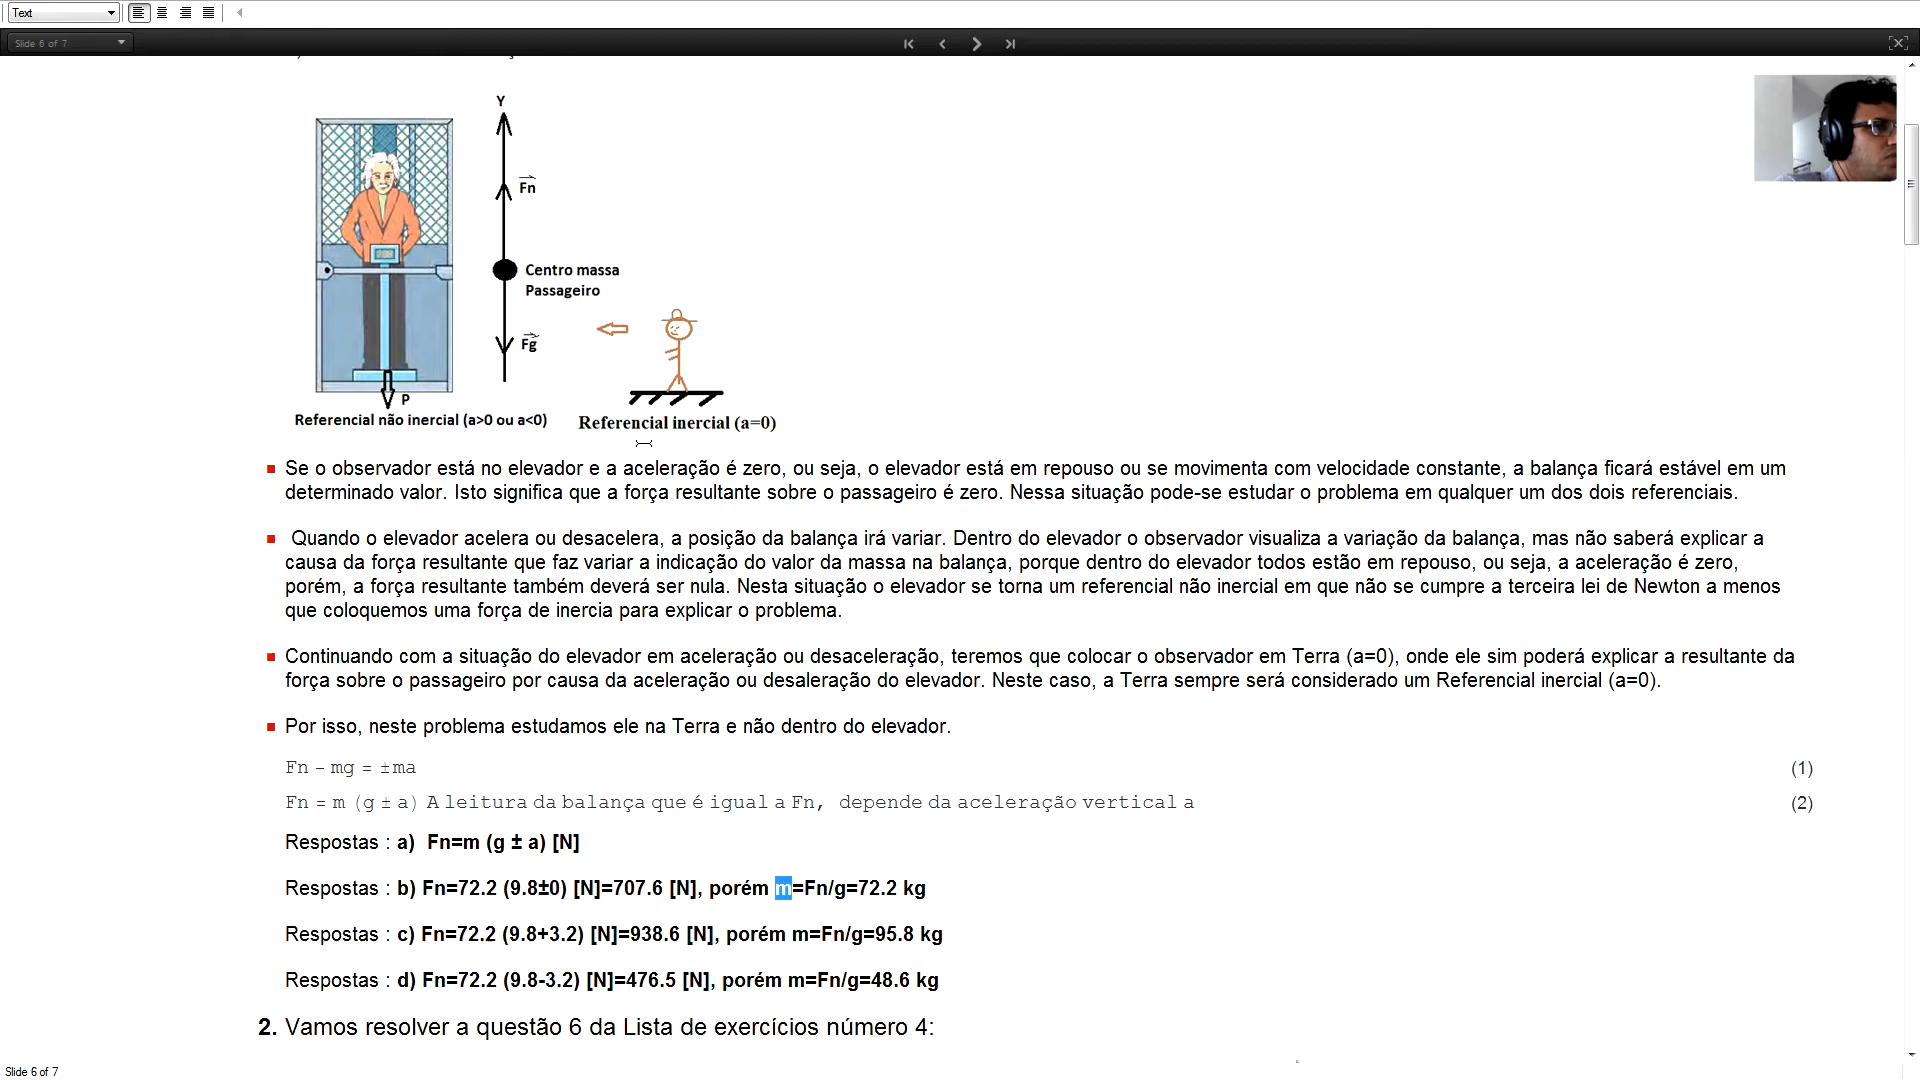 Text
Slide 6 of 7
Y
Fn
Centro massa
Passageiro
Fg
P
Referencial não inercial (a>0 ou a<0)
Referencial inercial (a=0)
Se o observador está no elevador e a aceleração é zero, ou seja, o elevador está em repouso ou se movimenta com velocidade constante, a balança ficará estável em um
determinado valor. Isto significa que a força resultante sobre o passageiro é zero. Nessa situação pode-se estudar o problema em qualquer um dos dois referenciais.
Quando o elevador acelera ou desacelera, a posição da balança irá variar. Dentro do elevador o observador visualiza a variação da balança, mas não saberá explicar a
causa da força resultante que faz variar a indicação do valor da massa na balança, porque dentro do elevador todos estão em repouso, ou seja, a aceleração é zero,
porém, a força resultante também deverá ser nula. Nesta situação o elevador se torna um referencial não inercial em que não se cumpre a terceira lei de Newton a menos
que coloquemos uma força de inercia para explicar o problema.
Continuando com a situação do elevador em aceleração ou desaceleração, teremos que colocar o observador em Terra (a=0), onde ele sim poderá explicar a resultante da
força sobre o passageiro por causa da aceleração ou desaleração do elevador. Neste caso, a Terra sempre será considerado um Referencial inercial (a=0).
Por isso, neste problema estudamos ele na Terra e não dentro do elevador.
Fn - mg = ±ma (1)
Fn = m (g ± a) A leitura da balança que é igual a Fn, depende da aceleração vertical a (2)
Respostas : a) Fn=m (g ± a) [N]
Respostas : b) Fn=72.2 (9.8±0) [N]=707.6 [N], porém m=Fn/g=72.2 kg
Respostas : c) Fn=72.2 (9.8+3.2) [N]=938.6 [N], porém m=Fn/g=95.8 kg
Respostas : d) Fn=72.2 (9.8-3.2) [N]=476.5 [N], porém m=Fn/g=48.6 kg
2. Vamos resolver a questão 6 da Lista de exercícios número 4:
Slide 6 of 7